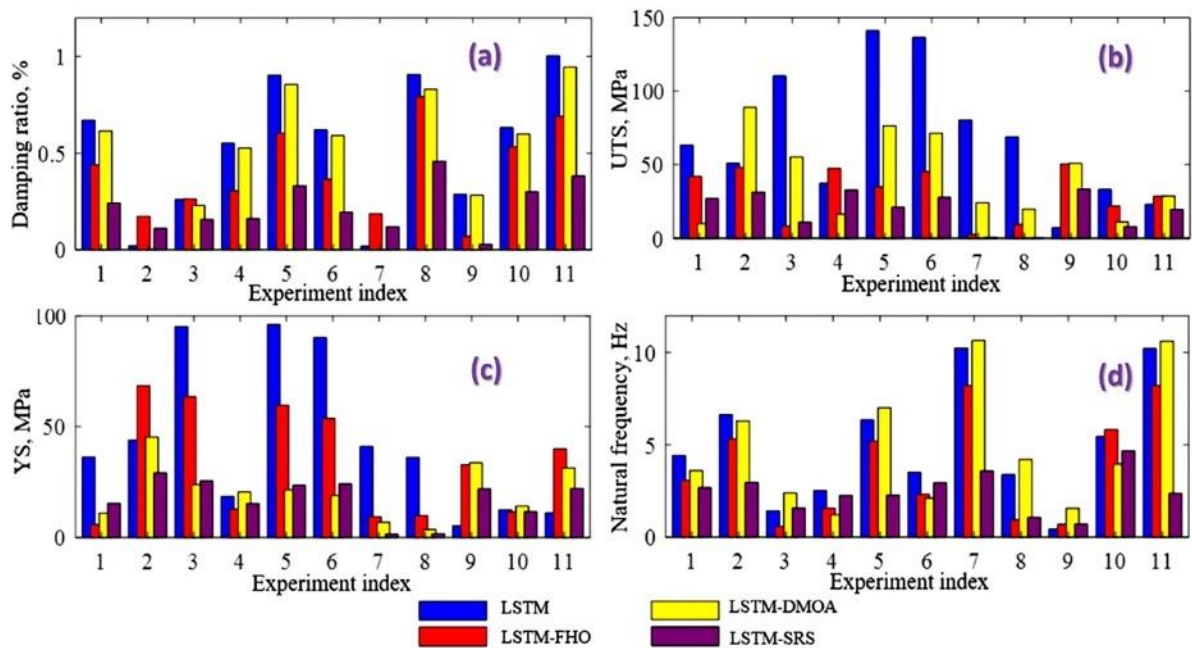 (a)
Damping ratio, %
1
0.5
0
1 2 3 4 5 6 7 8 9 10 11
Experiment index
(b)
UTS, MPa
150
100
50
0
1 2 3 4 5 6 7 8 9 10 11
Experiment index
(c)
YS, MPa
100
50
0
1 2 3 4 5 6 7 8 9 10 11
Experiment index
(d)
Natural frequency, Hz
10
5
0
1 2 3 4 5 6 7 8 9 10 11
Experiment index
LSTM
LSTM-FHO
LSTM-DMOA
LSTM-SRS